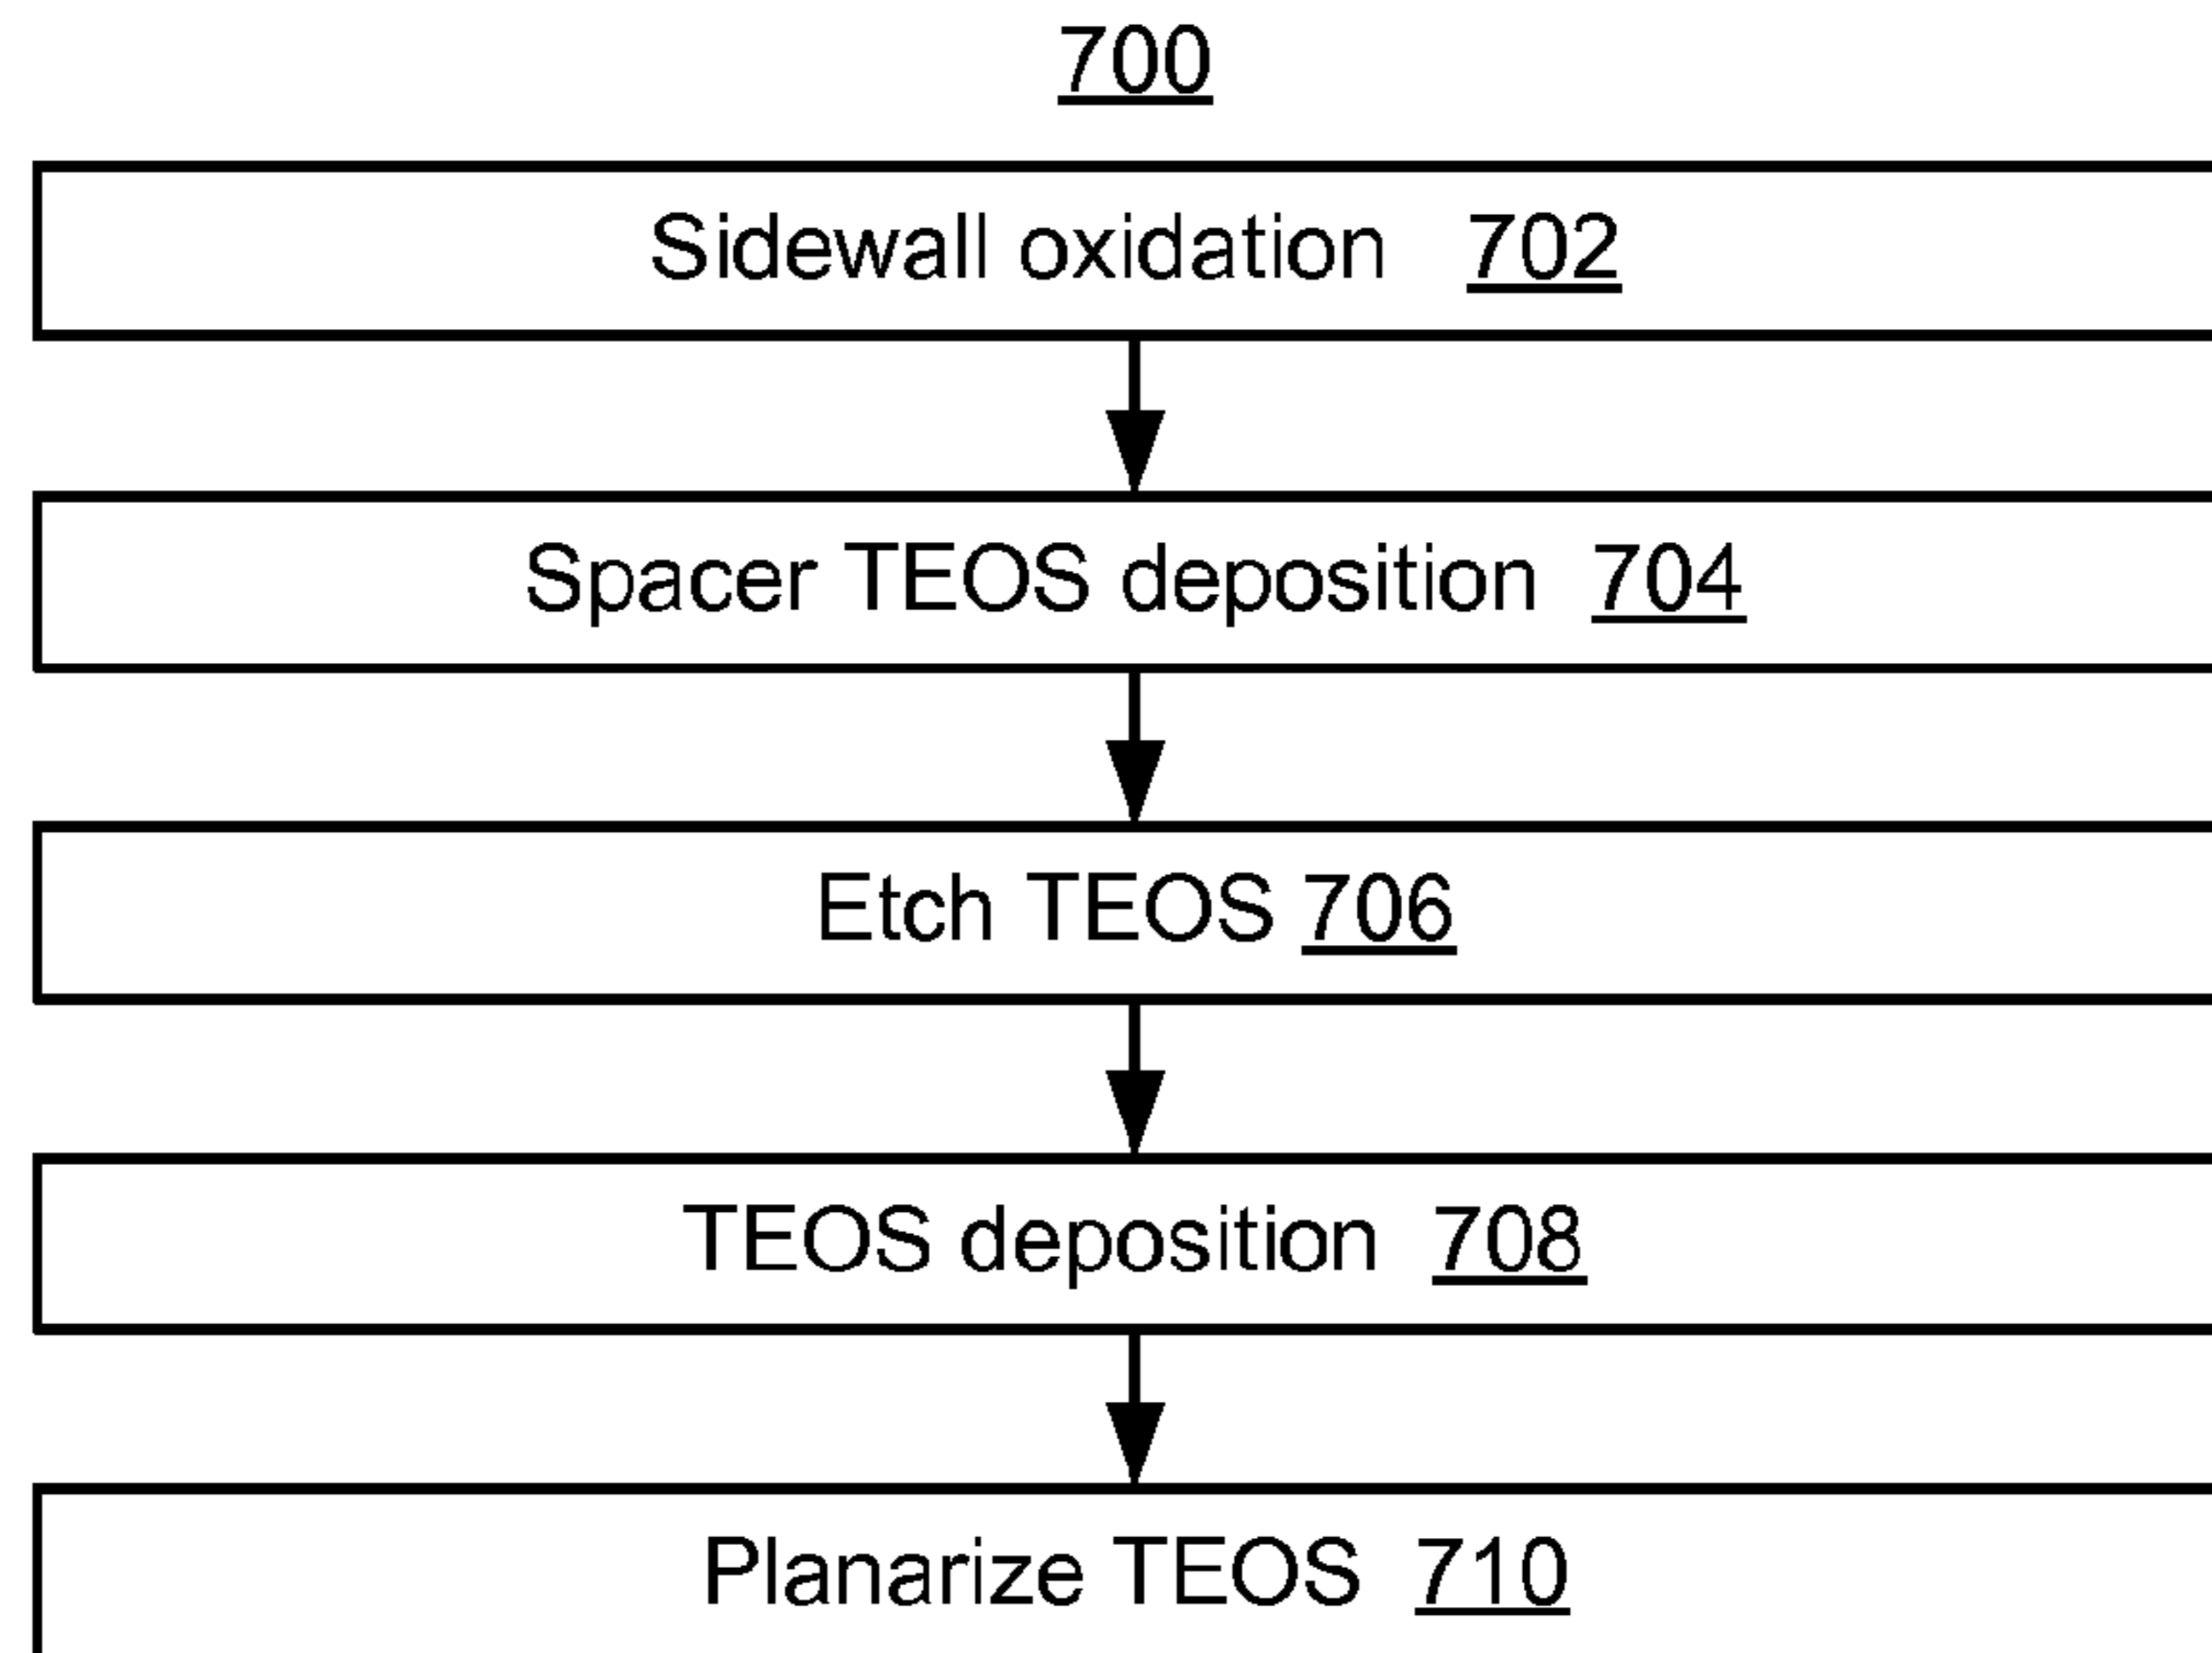 700
Sidewall oxidation 702
Spacer TEOS deposition 704
Etch TEOS 706
TEOS deposition 708
Planarize TEOS 710